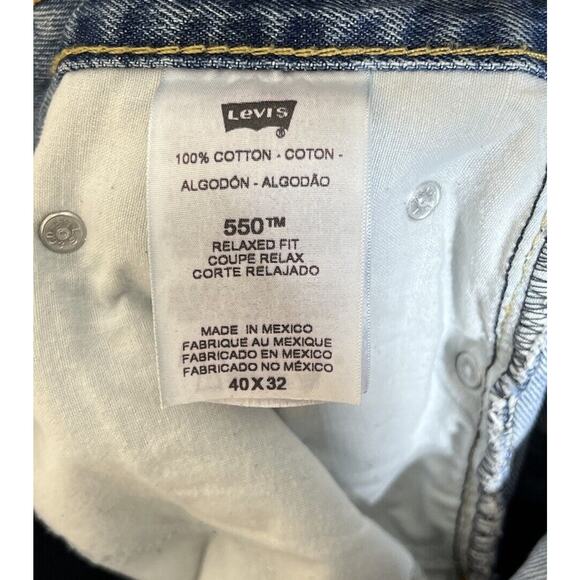 Levi's
®
100% COTTON - COTON -
ALGODÓN - ALGODÃO
550™
RELAXED FIT
COUPE RELAX
CORTE RELAJADO
MADE IN MEXICO
FABRIQUE AU MEXIQUE
FABRICADO EN MÉXICO
FABRICADO NO MÉXICO
40X32